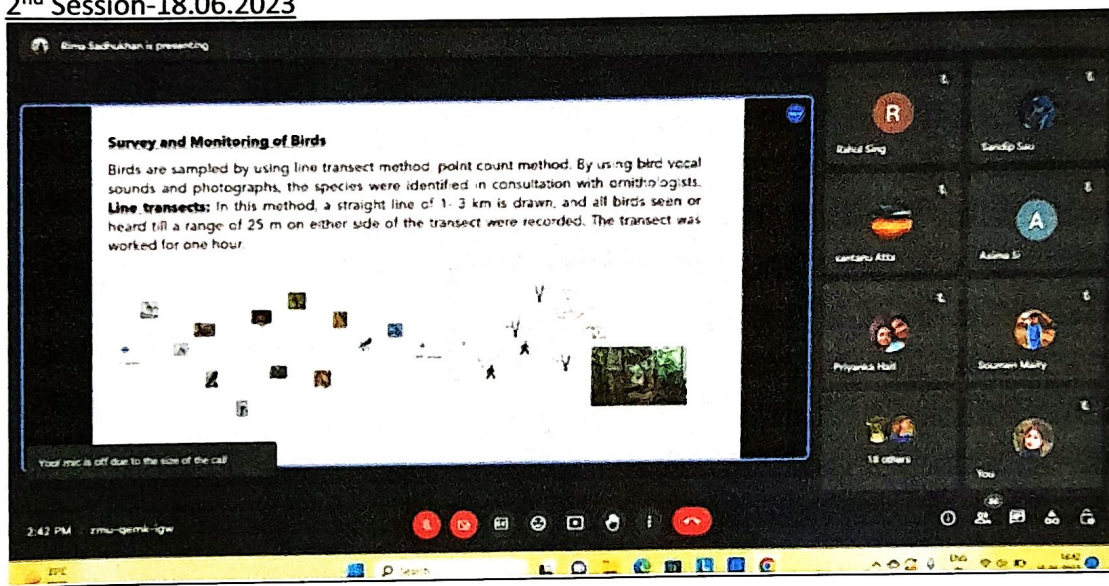 2nd Session-18.06.2023
Rima Sadhukhan is presenting
Survey and Monitoring of Birds
Birds are sampled by using line transect method point count method. By using bird vocal
sounds and photographs, the species were identified in consultation with ornithologists.
Line transects: In this method, a straight line of 1- 3 km is drawn, and all birds seen or
heard till a range of 25 m on either side of the transect were recorded. The transect was
worked for one hour.
R
Rahul Sing
Sandip Sau
A
Priyanka Hait
Soumen Maity
18 others
You
Your mic is off due to the size of the call
2:42 PM
rmu-qemk-igw
Search